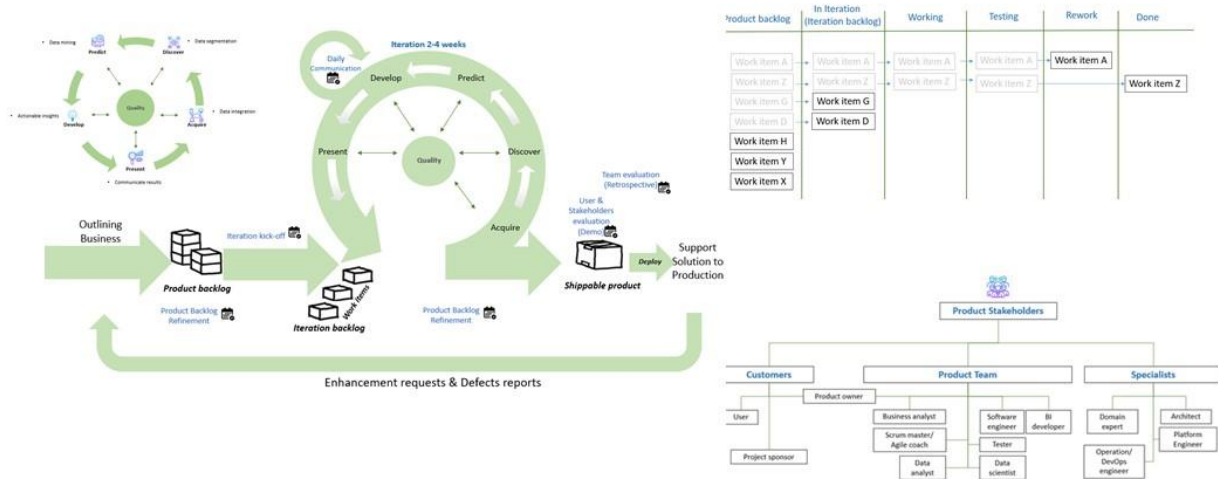 Data mining
Predict
Discover
Data segmentation
Quality
Actionable insights
Develop
Acquire
Data integration
Present
Communicate results
Iteration 2-4 weeks
Daily
Communication
Develop
Predict
Present
Quality
Discover
Acquire
Team evaluation
(Retrospective)
User &
Stakeholders
evaluation
(Demo)
Outlining
Business
Iteration kick-off
Product backlog
Product Backlog
Refinement
Work items
Iteration backlog
Product Backlog
Refinement
Shippable product
Deploy
Support
Solution to
Production
Enhancement requests & Defects reports
Product backlog
In Iteration
(Iteration backlog)
Working
Testing
Rework
Done
Work item A
Work item A
Work item A
Work item A
Work item A
Work item Z
Work item Z
Work item Z
Work item Z
Work item Z
Work item G
Work item G
Work item D
Work item D
Work item H
Work item Y
Work item X
Product Stakeholders
Customers
Product Team
Specialists
Product owner
User
Project sponsor
Business analyst
Software
engineer
BI
developer
Scrum master/
Agile coach
Tester
Data
analyst
Data
scientist
Domain
expert
Architect
Platform
Engineer
Operation/
DevOps
engineer